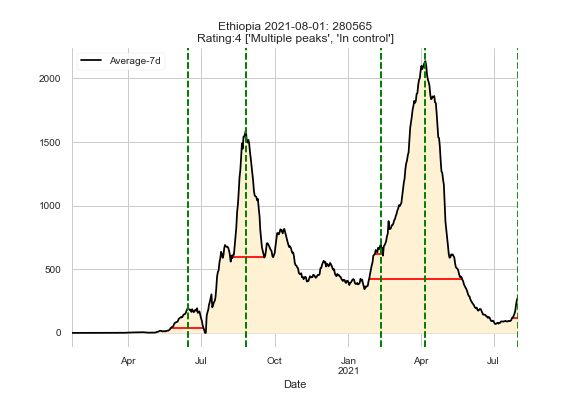 Ethiopia 2021-08-01: 280565
Rating:4 ['Multiple peaks', 'In control']
Average-7d
2000
1500
1000
500
0
Apr
Jul
Oct
Jan
2021
Apr
Jul
Date